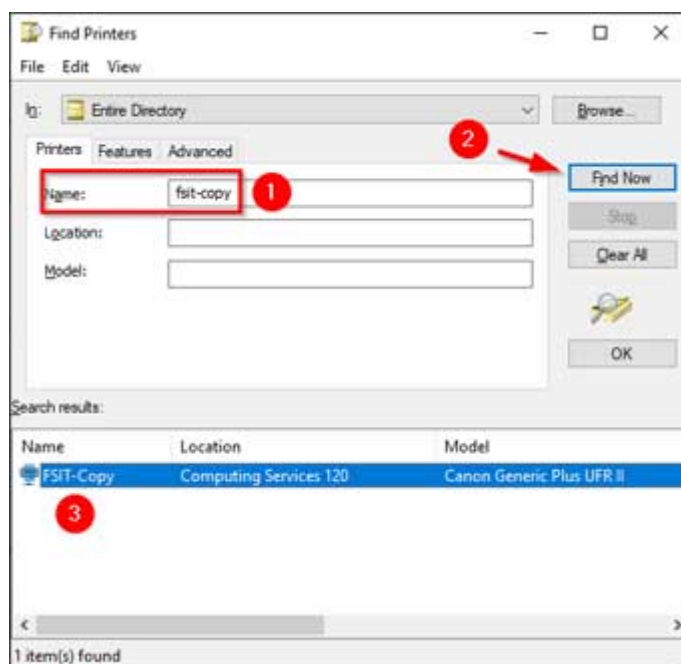 Find Printers
File Edit View
In: Entire Directory Browse...
Printers Features Advanced
2
Name: fsit-copy 1
Find Now
Location:
Stop
Model:
Clear All
OK
Search results:
Name Location Model
FSIT-Copy Computing Services 120 Canon Generic Plus UFR II
3
1 item(s) found